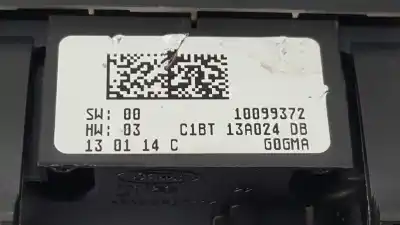 SW: 00 10099372
HW: 03 C1BT 13A024 DB
13 01 14 C GOGMA